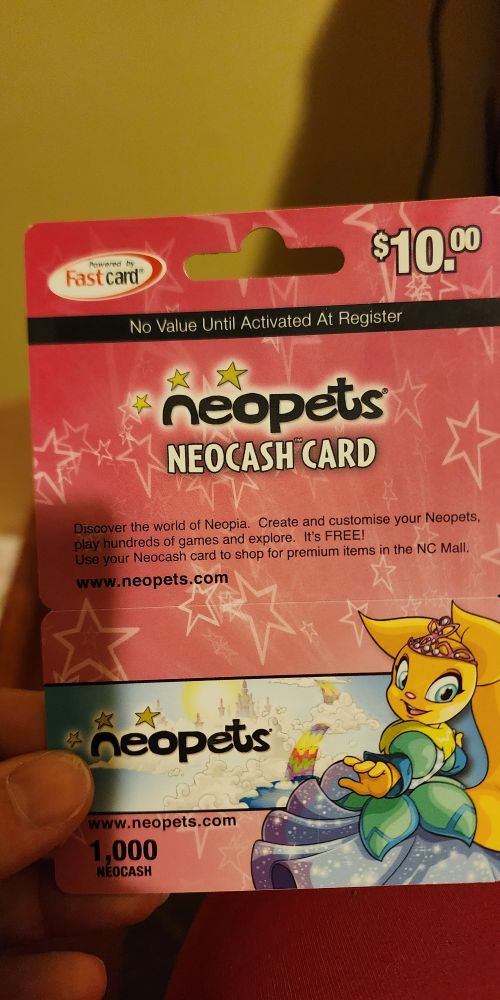 Powered by
Fastcard®
$10.00
No Value Until Activated At Register
neopets®
NEOCASH™ CARD
Discover the world of Neopia. Create and customise your Neopets,
play hundreds of games and explore. It's FREE!
Use your Neocash card to shop for premium items in the NC Mall.
www.neopets.com
neopets
www.neopets.com
1,000
NEOCASH